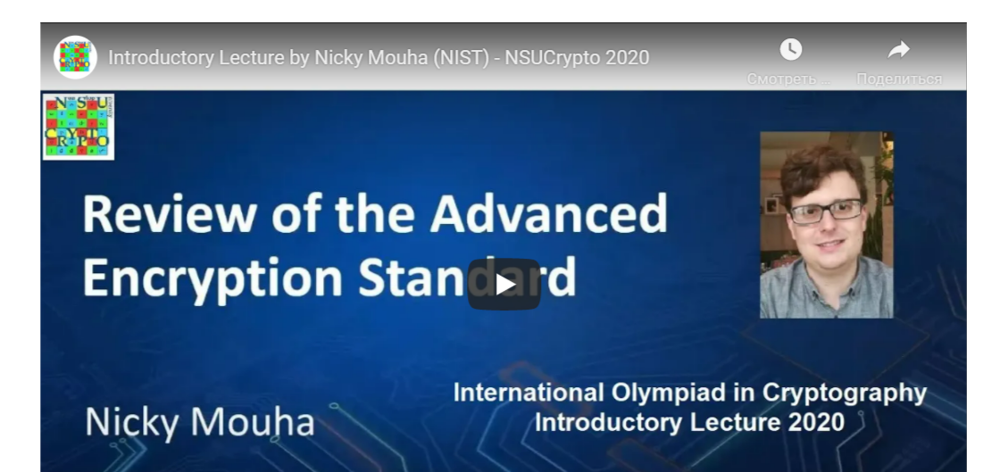 Introductory Lecture by Nicky Mouha (NIST) - NSUCrypto 2020
Смотреть ...
Поделиться
N S U
CRYPTO
Review of the Advanced
Encryption Standard
Nicky Mouha
International Olympiad in Cryptography
Introductory Lecture 2020